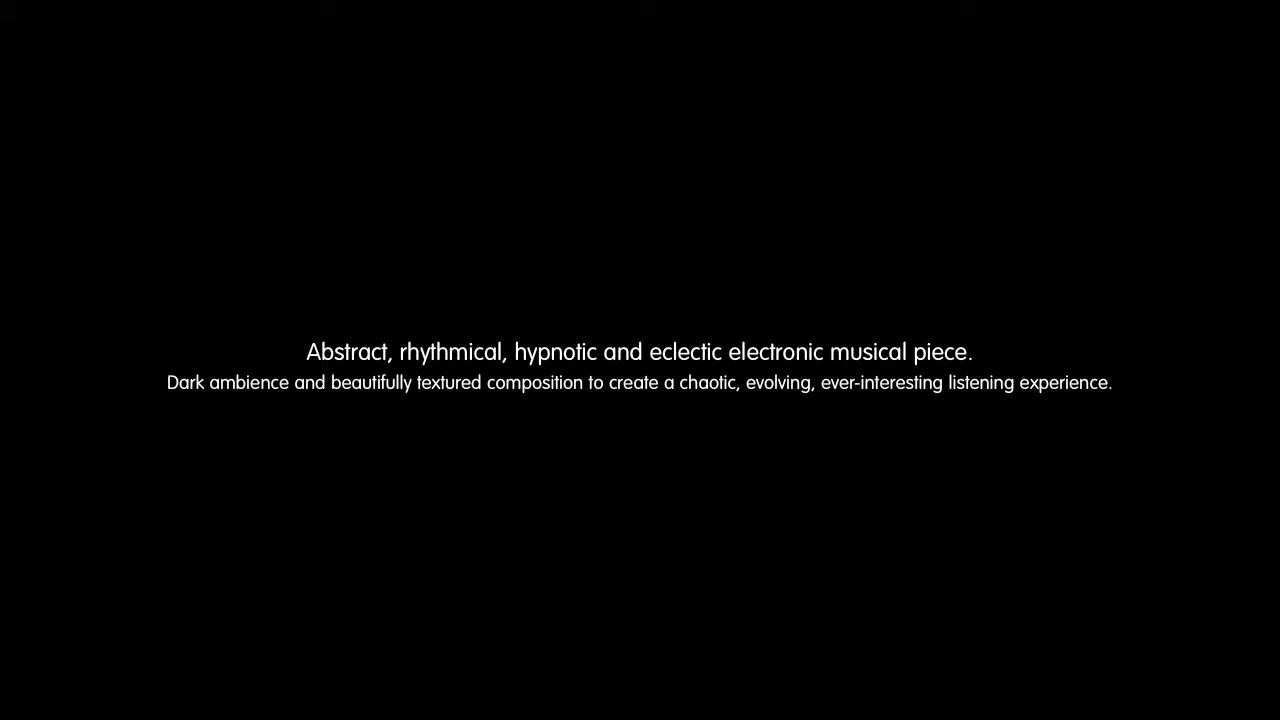 Abstract, rhythmical, hypnotic and eclectic electronic musical piece.
Dark ambience and beautifully textured composition to create a chaotic, evolving, ever-interesting listening experience.